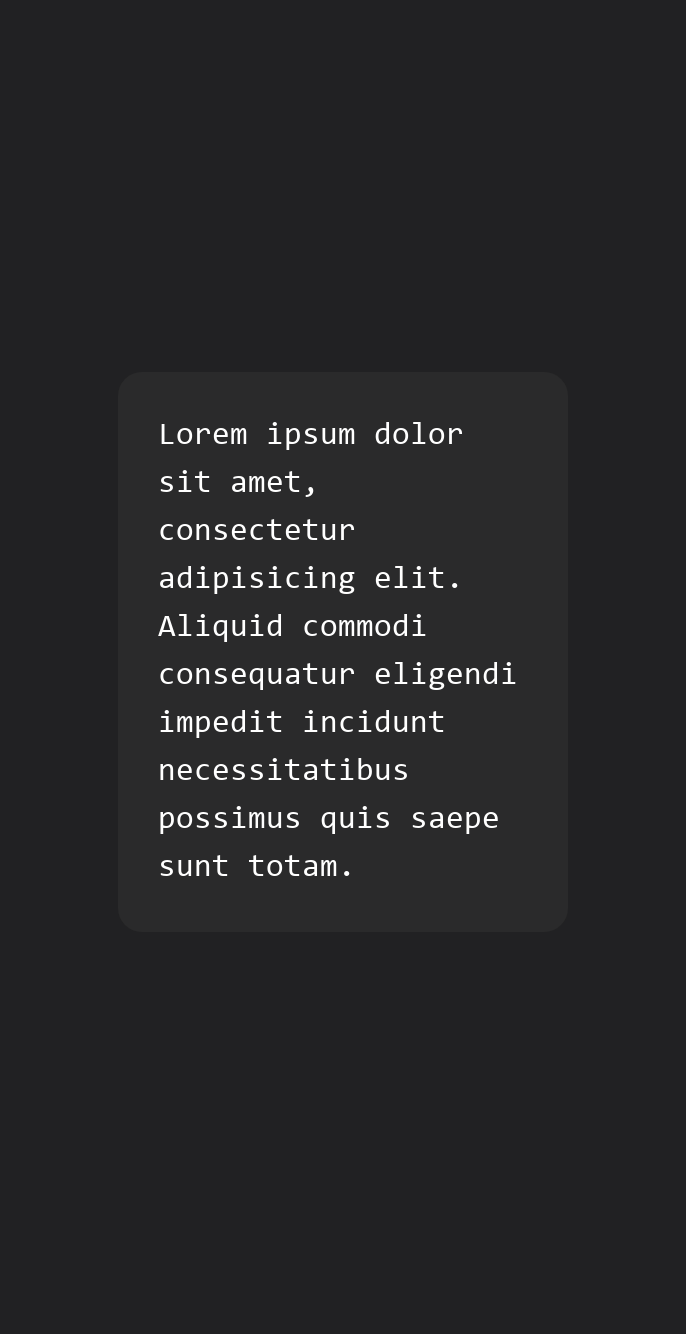 Lorem ipsum dolor
sit amet,
consectetur
adipisicing elit.
Aliquid commodi
consequatur eligendi
impedit incidunt
necessitatibus
possimus quis saepe
sunt totam.